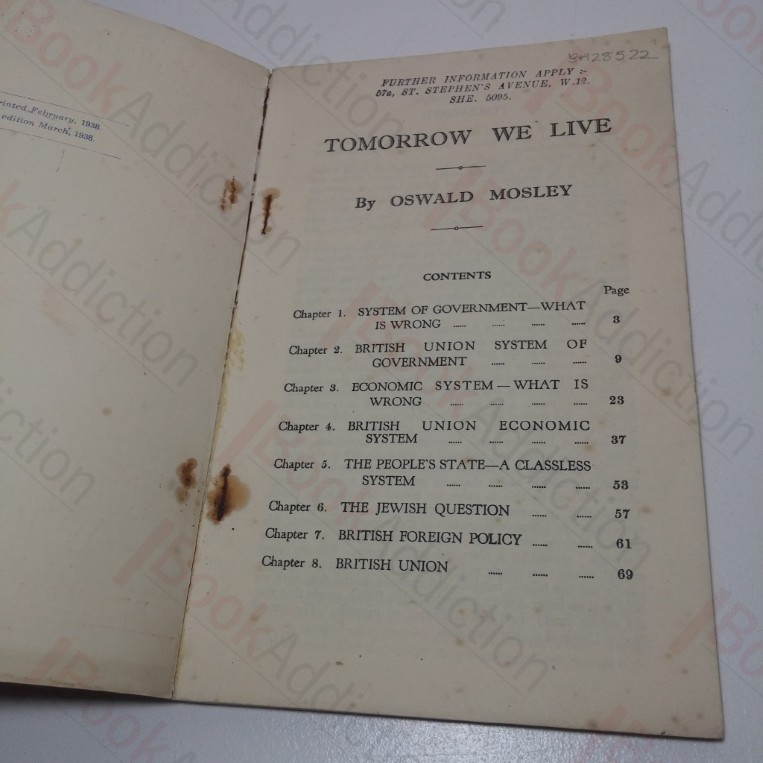 Printed February, 1938
edition March, 1938.
9H28522
FURTHER INFORMATION APPLY :-
57a, ST. STEPHEN'S AVENUE, W.12.
SHE. 5095.
TOMORROW WE LIVE
By OSWALD MOSLEY
CONTENTS
Page
Chapter 1. SYSTEM OF GOVERNMENT—WHAT
IS WRONG ...... ...... ...... ...... 3
Chapter 2. BRITISH UNION SYSTEM OF
GOVERNMENT ...... ...... ...... 9
Chapter 3. ECONOMIC SYSTEM — WHAT IS
WRONG ...... ...... ...... ...... 23
Chapter 4. BRITISH UNION ECONOMIC
SYSTEM ...... ...... ...... ...... 37
Chapter 5. THE PEOPLE'S STATE—A CLASSLESS
SYSTEM ...... ...... ...... ...... 53
Chapter 6. THE JEWISH QUESTION ...... ...... 57
Chapter 7. BRITISH FOREIGN POLICY ...... ...... 61
Chapter 8. BRITISH UNION ...... ...... ...... 69
BookAddiction